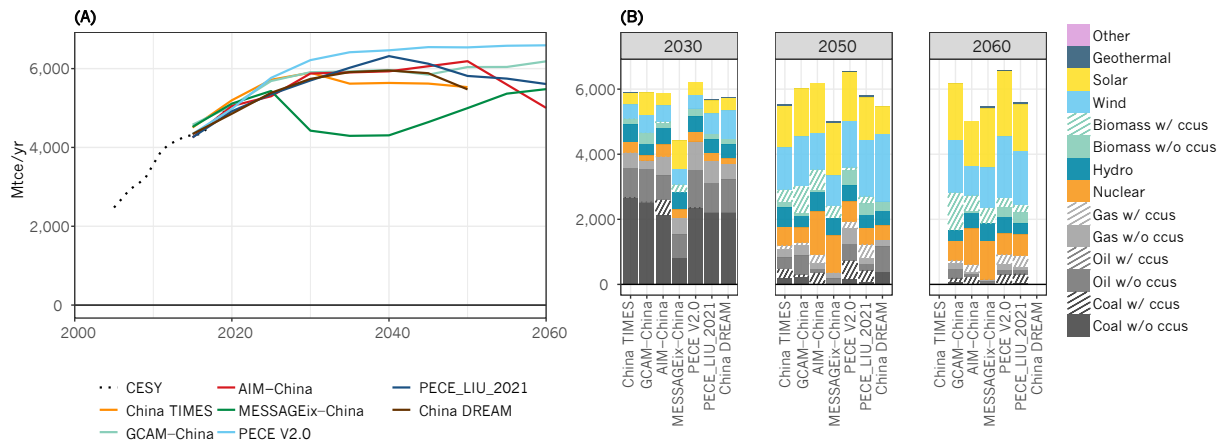 (A)
(B)
Mtce/yr
6,000
4,000
2,000
0
2000
2020
2040
2060
CESY
AIM–China
PECE_LIU_2021
China TIMES
MESSAGEix–China
China DREAM
GCAM–China
PECE V2.0
2030
2050
2060
6,000
4,000
2,000
0
China TIMES
GCAM–China
AIM–China
MESSAGEix–China
PECE V2.0
PECE_LIU_2021
China DREAM
China TIMES
GCAM–China
AIM–China
MESSAGEix–China
PECE V2.0
PECE_LIU_2021
China DREAM
China TIMES
GCAM–China
AIM–China
MESSAGEix–China
PECE V2.0
PECE_LIU_2021
China DREAM
Other
Geothermal
Solar
Wind
Biomass w/ ccus
Biomass w/o ccus
Hydro
Nuclear
Gas w/ ccus
Gas w/o ccus
Oil w/ ccus
Oil w/o ccus
Coal w/ ccus
Coal w/o ccus